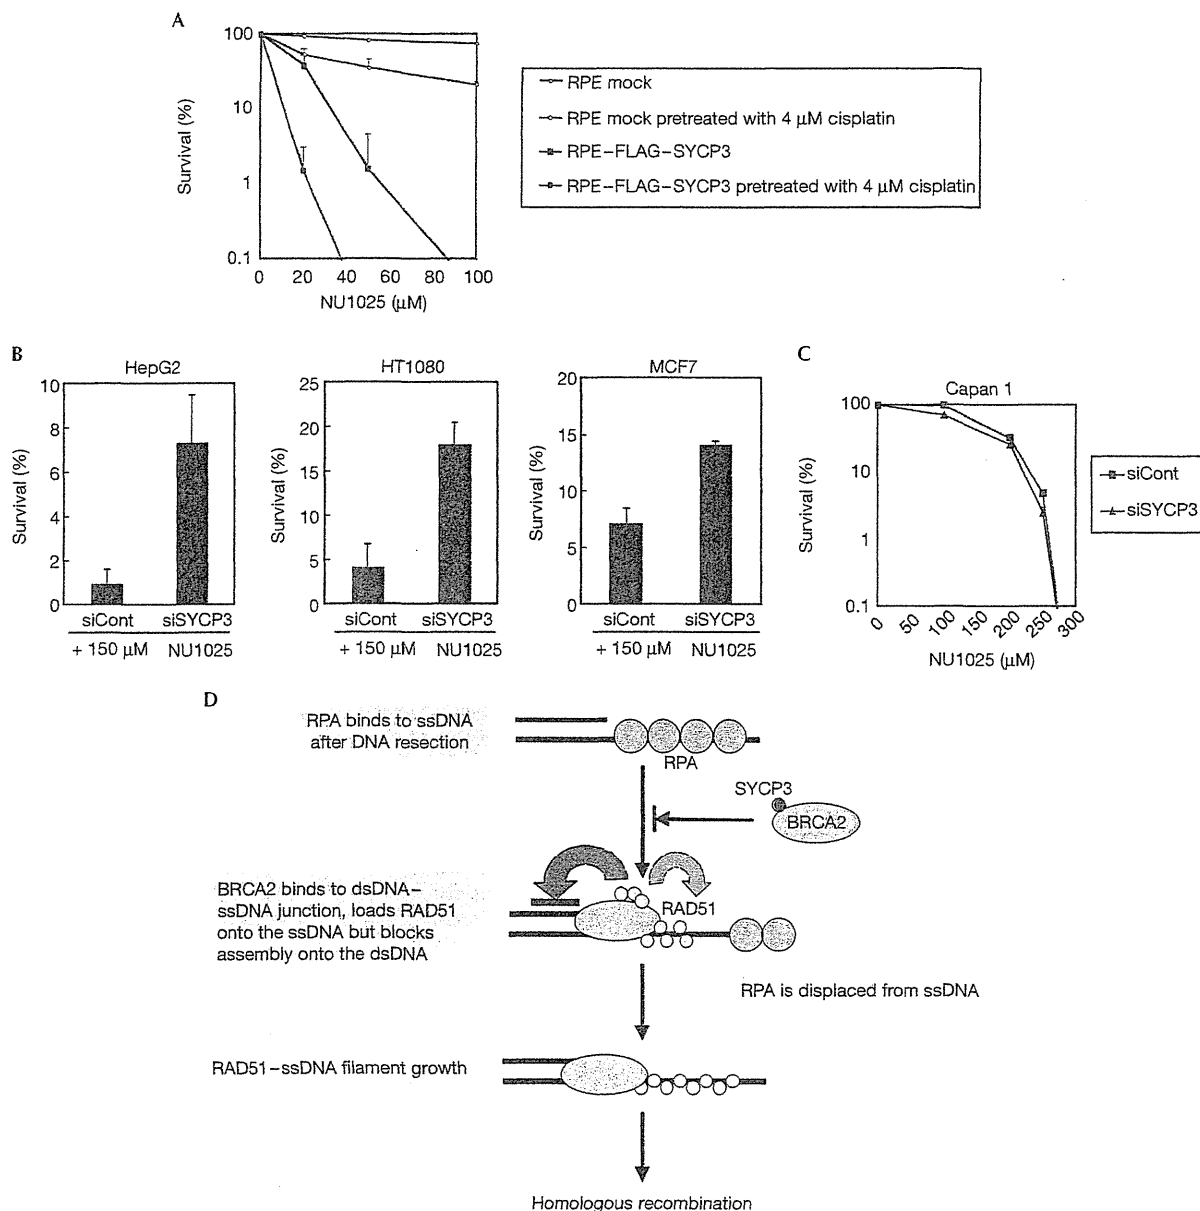 A
100
10
1
0.1
Survival (%)
0 20 40 60 80 100
NU1025 (µM)
RPE mock
RPE mock pretreated with 4 µM cisplatin
RPE–FLAG–SYCP3
RPE–FLAG–SYCP3 pretreated with 4 µM cisplatin
B
HepG2
10
8
6
4
2
0
Survival (%)
siCont siSYCP3
+ 150 µM NU1025
HT1080
25
20
15
10
5
0
Survival (%)
siCont siSYCP3
+ 150 µM NU1025
MCF7
20
15
10
5
0
Survival (%)
siCont siSYCP3
+ 150 µM NU1025
C
Capan 1
100
10
1
0.1
Survival (%)
0 50 100 150 200 250 300
NU1025 (µM)
siCont
siSYCP3
D
RPA binds to ssDNA
after DNA resection
RPA
SYCP3
BRCA2
BRCA2 binds to dsDNA–
ssDNA junction, loads RAD51
onto the ssDNA but blocks
assembly onto the dsDNA
RAD51
RPA is displaced from ssDNA
RAD51–ssDNA filament growth
Homologous recombination